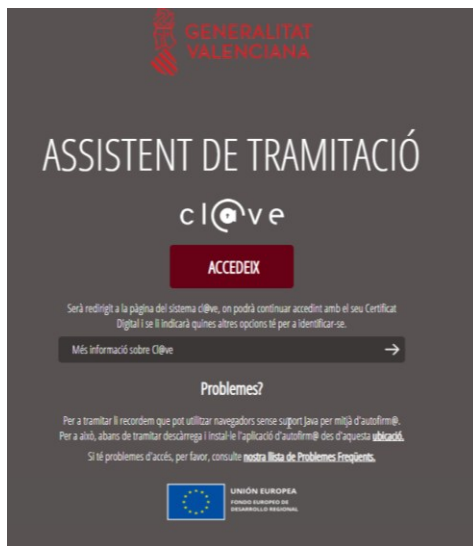 GENERALITAT
VALENCIANA
ASSISTENT DE TRAMITACIÓ
cl@ve
ACCEDEIX
Serà redirigit a la pàgina del sistema cl@ve, on podrà continuar accedint amb el seu Certificat
Digital i se li indicarà quines altres opcions té per a identificar-se.
Més informació sobre Cl@ve →
Problemes?
Per a tramitar li recordem que pot utilitzar navegadors sense suport Java per mitjà d'autofirm@.
Per a això, abans de tramitar descàrrega i instal·le l'aplicació d'autofirm@ des d'aquesta ubicació.
Si té problemes d'accés, per favor, consulte nostra llista de Problemes Freqüents.
UNIÓN EUROPEA
FONDO EUROPEO DE
DESARROLLO REGIONAL